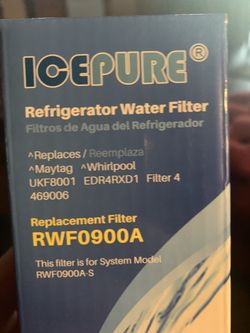 ICEPURE®
Refrigerator Water Filter
Filtros de Agua del Refrigerador
^Replaces / Reemplaza
^Maytag ^Whirlpool
UKF8001 EDR4RXD1 Filter 4
469006
Replacement Filter
RWF0900A
This filter is for System Model
RWF0900A-S